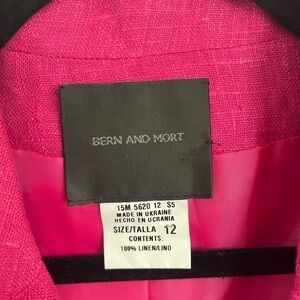 BERN AND MORT
15M 5620 12 S5
MADE IN UKRAINE
HECHO EN UCRANIA
SIZE/TALLA 12
CONTENTS:
100% LINEN/LINO